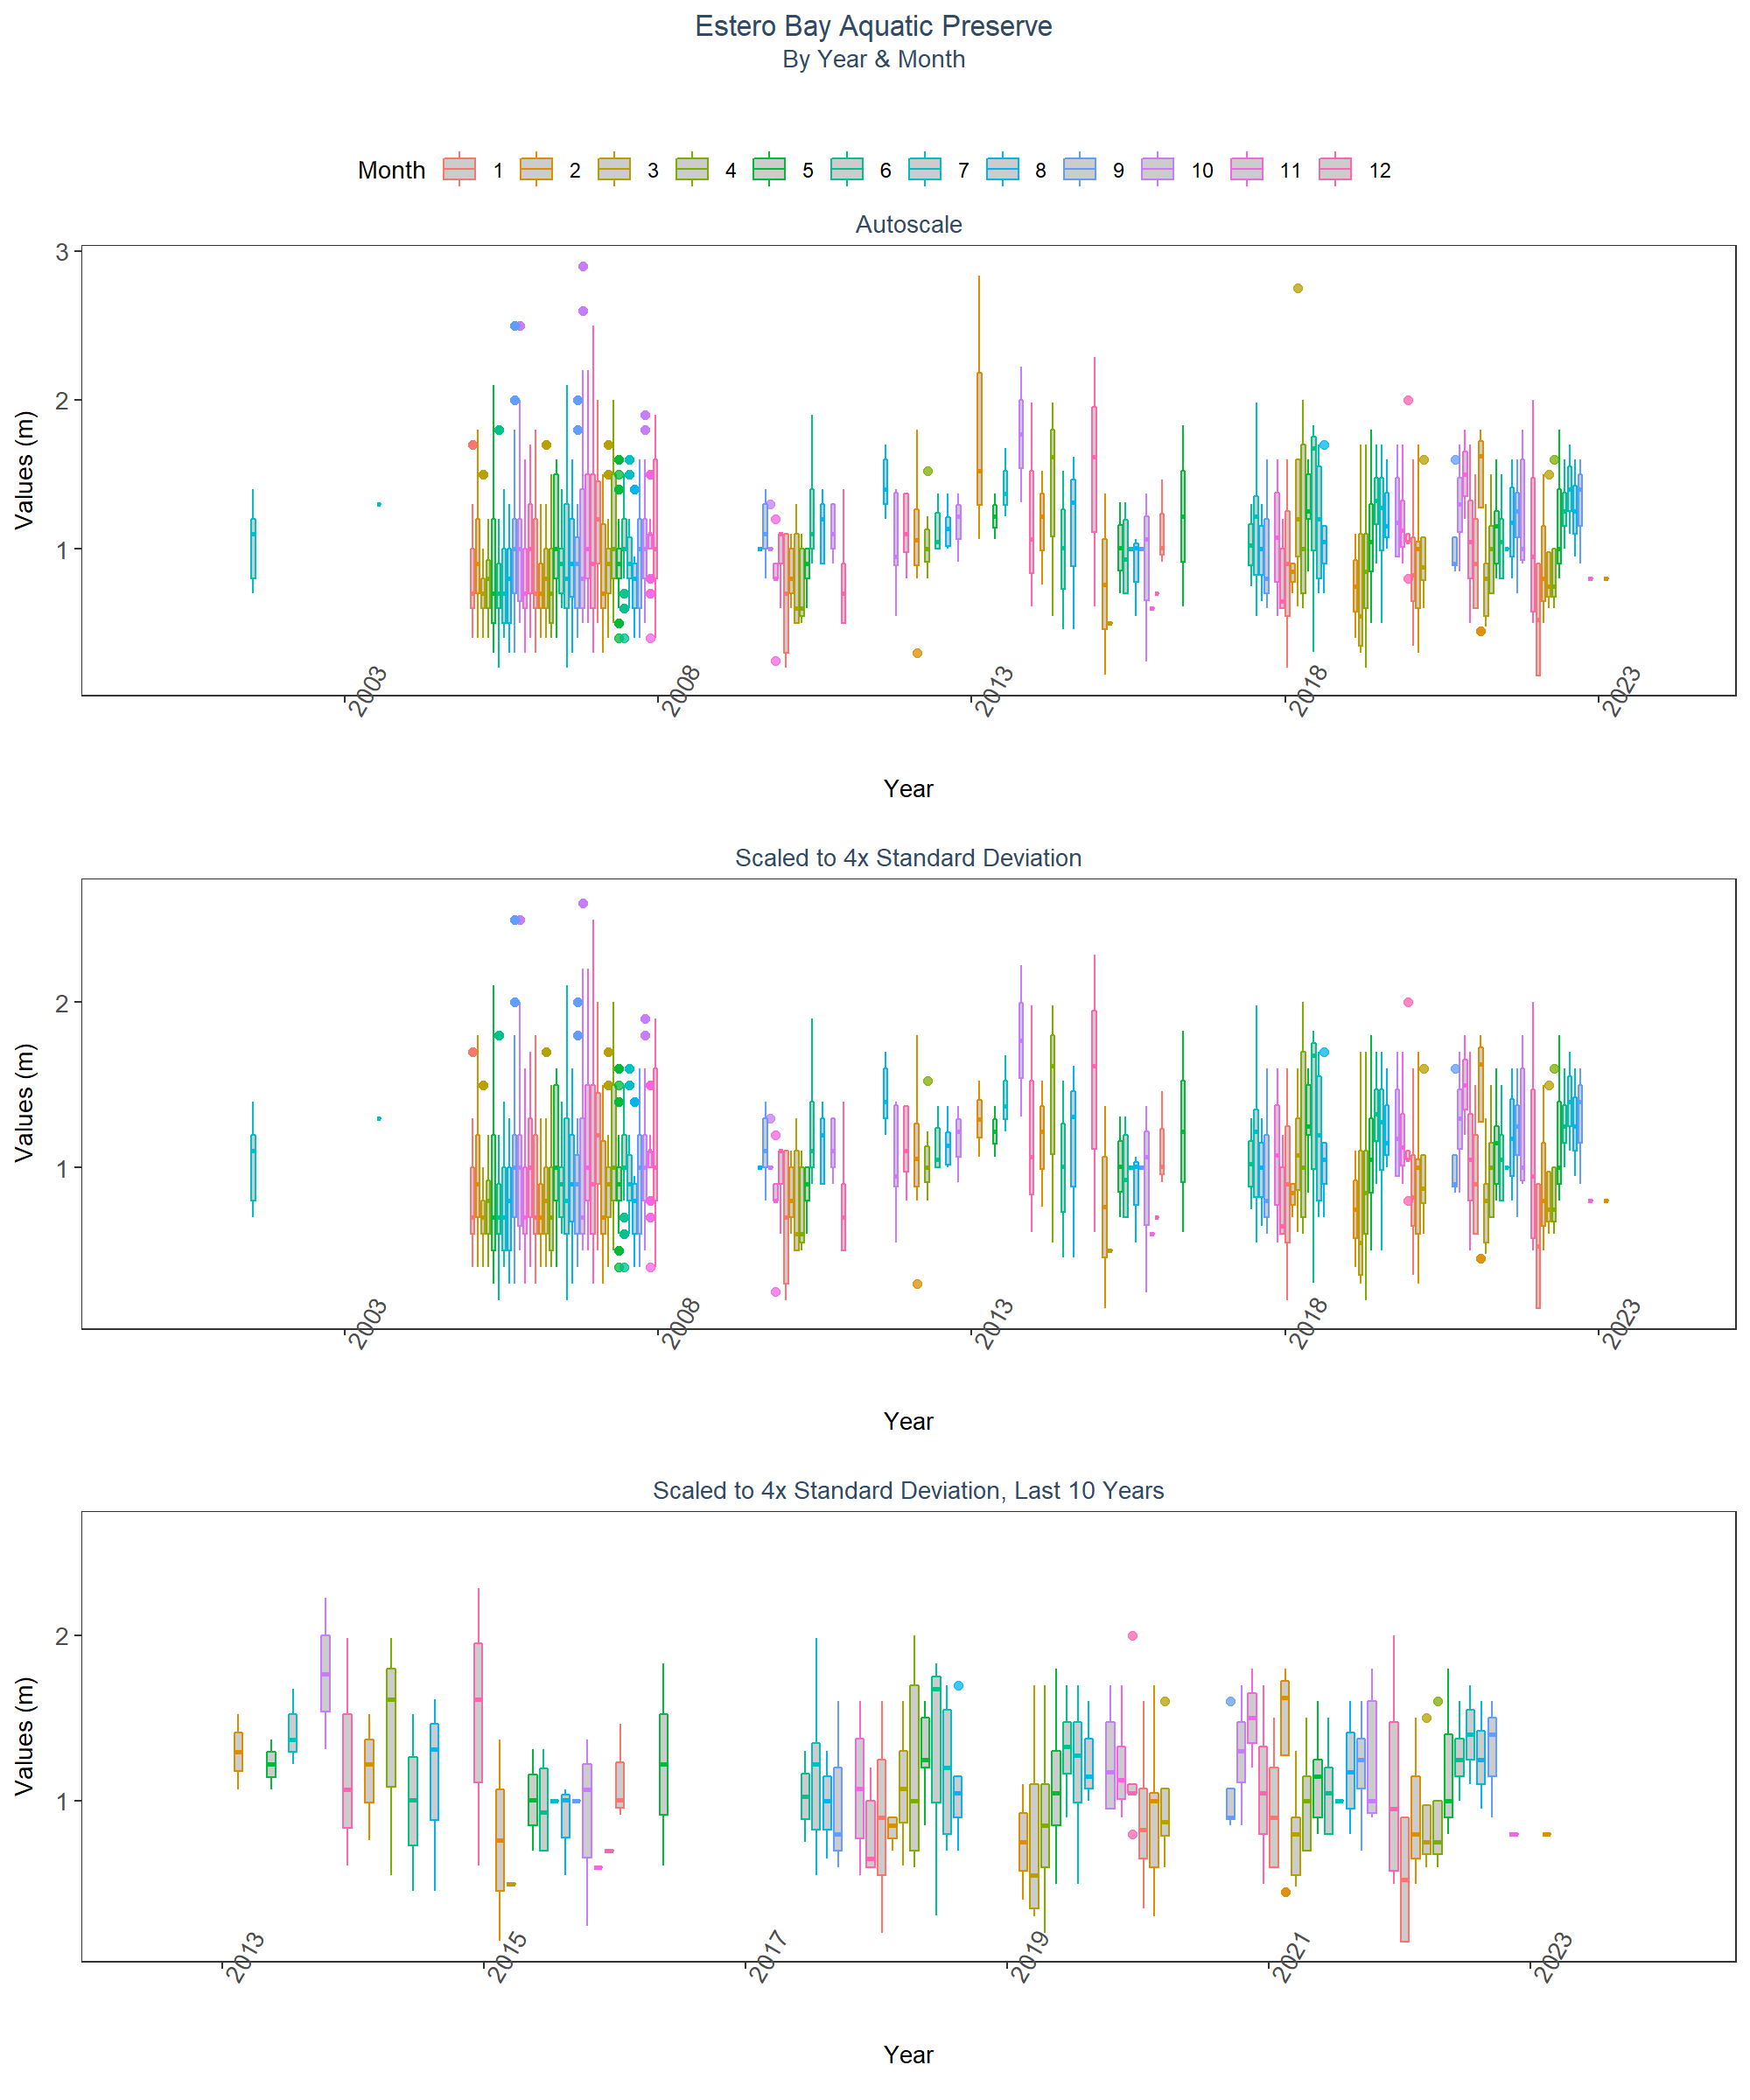 Estero Bay Aquatic Preserve
By Year & Month
Month 1 2 3 4 5 6 7 8 9 10 11 12
Autoscale
3
2
1
Values (m)
2003 2008 2013 2018 2023
Year
Scaled to 4x Standard Deviation
2
1
Values (m)
2003 2008 2013 2018 2023
Year
Scaled to 4x Standard Deviation, Last 10 Years
2
1
Values (m)
2013 2015 2017 2019 2021 2023
Year